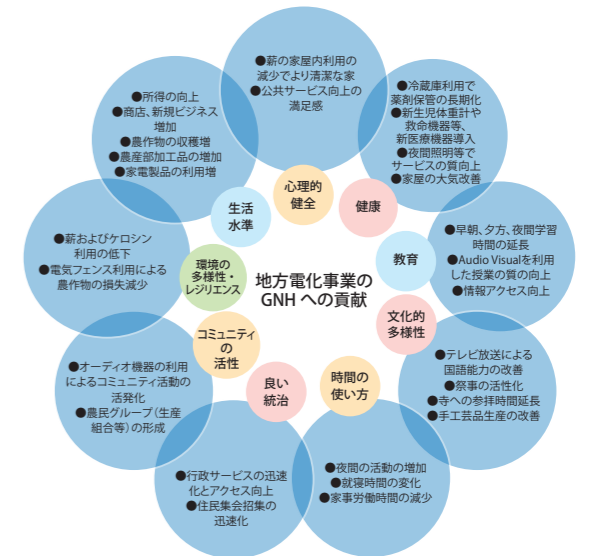 ●薪の家屋内利用の
減少でより清潔な家
●公共サービス向上の
満足感
●冷蔵庫利用で
薬剤保管の長期化
●新生児体重計や
救命機器等、
新医療機器導入
●夜間照明等で
サービスの質向上
●家屋の大気改善
●早朝、夕方、夜間学習
時間の延長
●Audio Visualを利用
した授業の質の向上
●情報アクセス向上
●テレビ放送による
国語能力の改善
●祭事の活性化
●寺への参拝時間延長
●手工芸品生産の改善
●夜間の活動の増加
●就寝時間の変化
●家事労働時間の減少
●行政サービスの迅速
化とアクセス向上
●住民集会招集の
迅速化
●オーディオ機器の利用
によるコミュニティ活動の
活発化
●農民グループ(生産
組合等)の形成
●薪およびケロシン
利用の低下
●電気フェンス利用による
農作物の損失減少
●所得の向上
●商店、新規ビジネス
増加
●農作物の収穫増
●農産部加工品の増加
●家電製品の利用増
心理的
健全
健康
教育
文化的
多様性
時間の
使い方
良い
統治
コミュニティ
の
活性
環境の
多様性・
レジリエンス
生活
水準
地方電化事業の
GNH への貢献